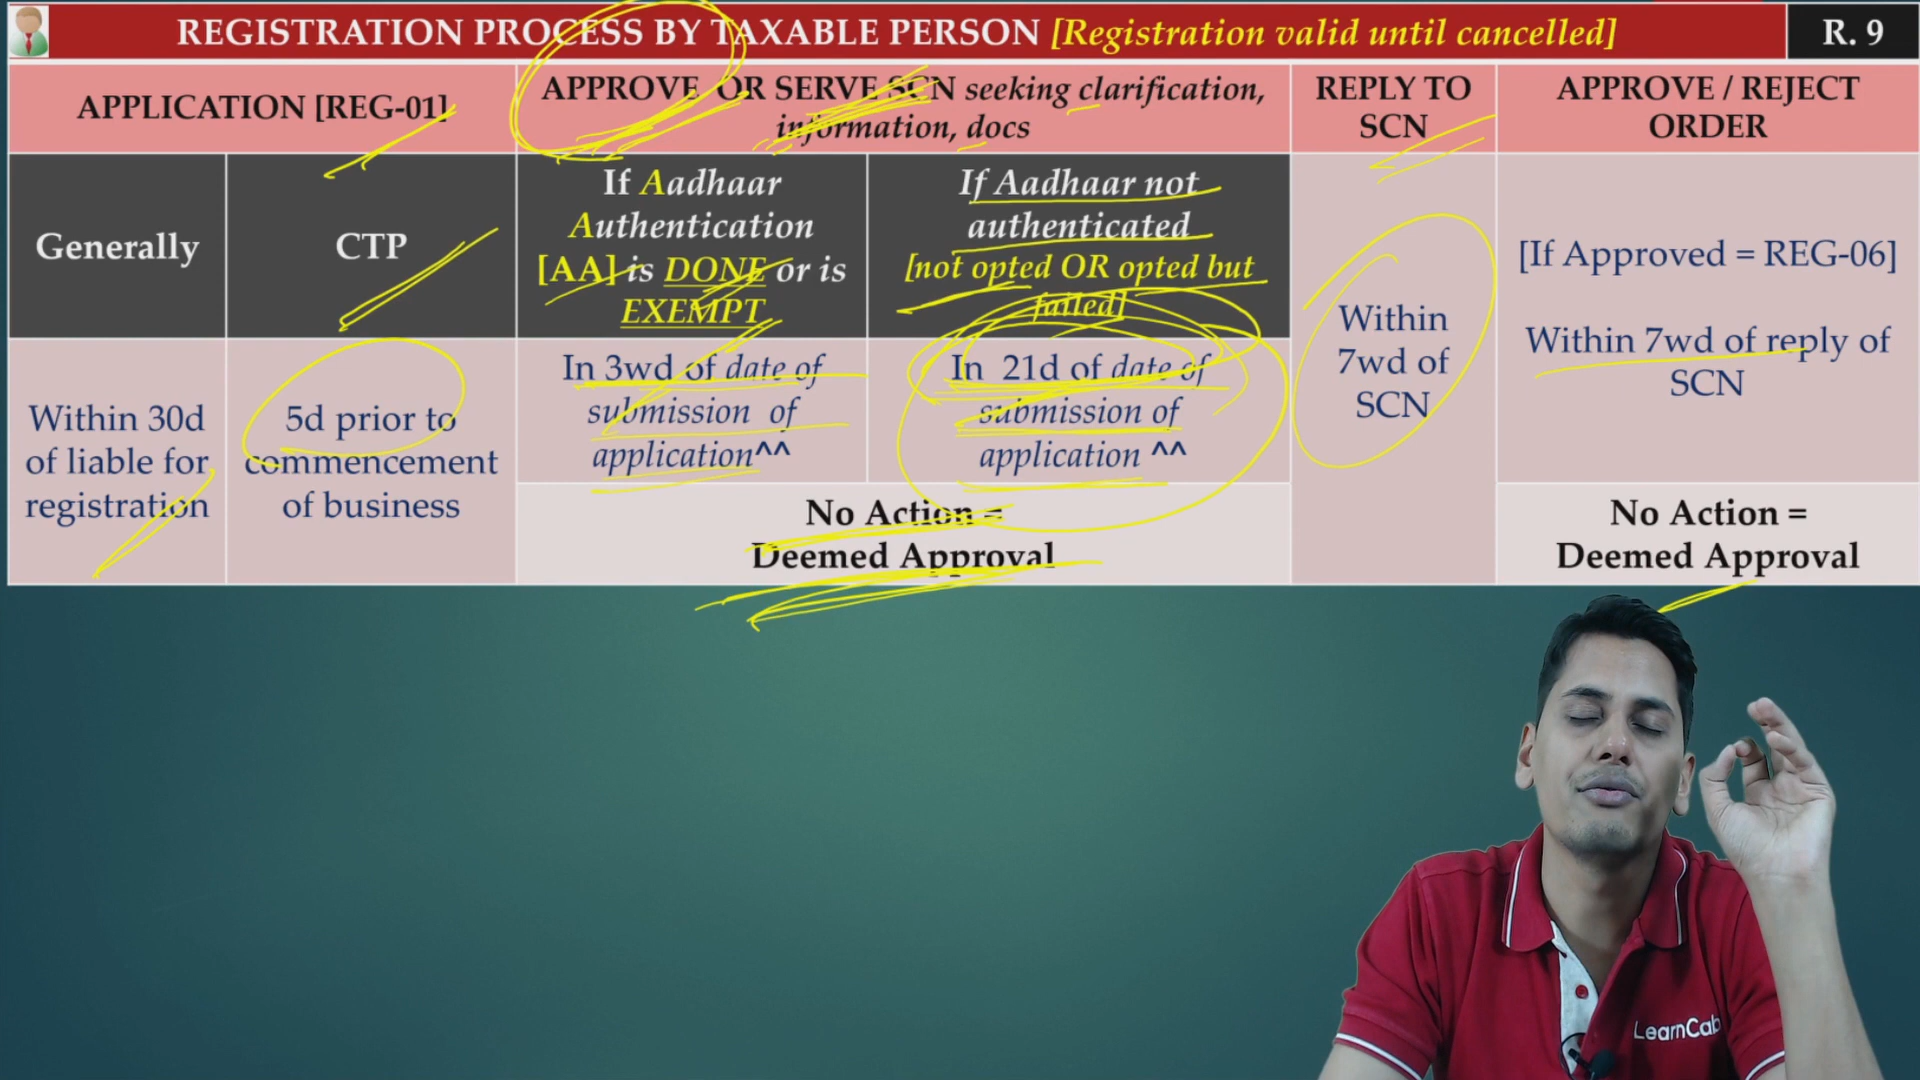 REGISTRATION PROCESS BY TAXABLE PERSON [Registration valid until cancelled]
R. 9
APPLICATION [REG-01]
APPROVE OR SERVE SCN seeking clarification,
information, docs
REPLY TO
SCN
APPROVE / REJECT
ORDER
Generally
CTP
If Aadhaar
Authentication
[AA] is DONE or is
EXEMPT
If Aadhaar not
authenticated
[not opted OR opted but
failed]
Within 30d
of liable for
registration
5d prior to
commencement
of business
In 3wd of date of
submission of
application^^
In 21d of date of
submission of
application ^^
No Action =
Deemed Approval
Within
7wd of
SCN
[If Approved = REG-06]
Within 7wd of reply of
SCN
No Action =
Deemed Approval
LearnCab